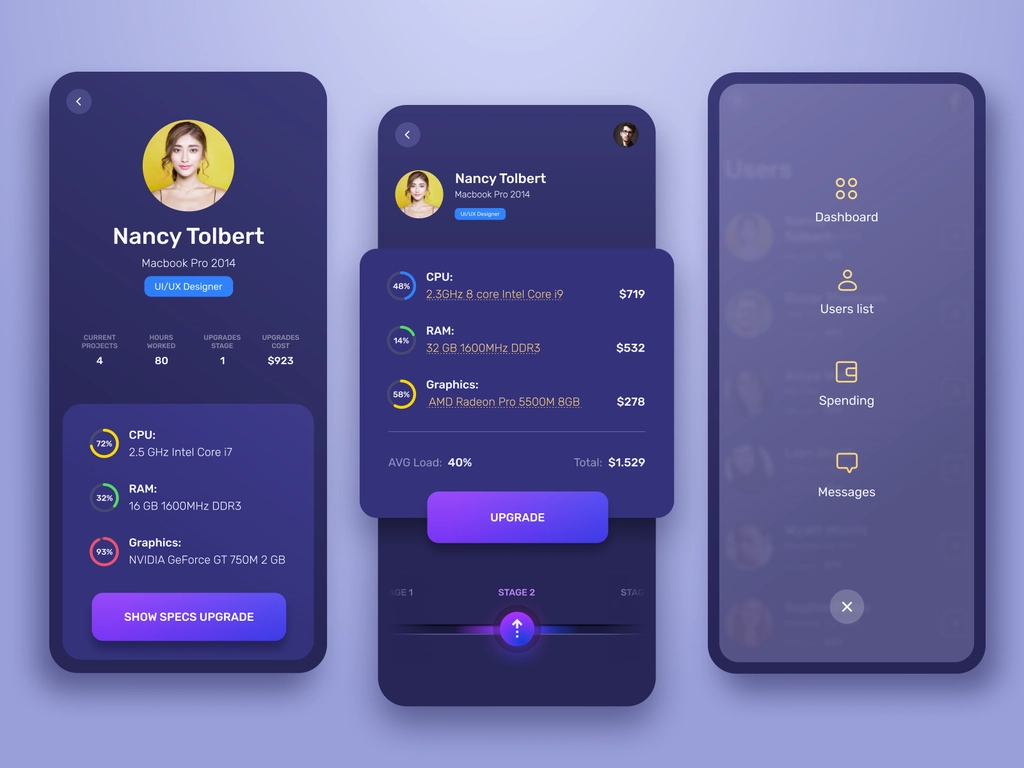 Nancy Tolbert
Macbook Pro 2014
UI/UX Designer
CURRENT PROJECTS
4
HOURS WORKED
80
UPGRADES STAGE
1
UPGRADES COST
$923
72%
CPU:
2.5 GHz Intel Core i7
32%
RAM:
16 GB 1600MHz DDR3
93%
Graphics:
NVIDIA GeForce GT 750M 2 GB
SHOW SPECS UPGRADE
Nancy Tolbert
Macbook Pro 2014
UI/UX Designer
48%
CPU:
2.3GHz 8 core Intel Core i9
$719
14%
RAM:
32 GB 1600MHz DDR3
$532
58%
Graphics:
AMD Radeon Pro 5500M 8GB
$278
AVG Load: 40%
Total: $1.529
UPGRADE
AGE 1
STAGE 2
STAG
Users
Dashboard
Users list
Spending
Messages